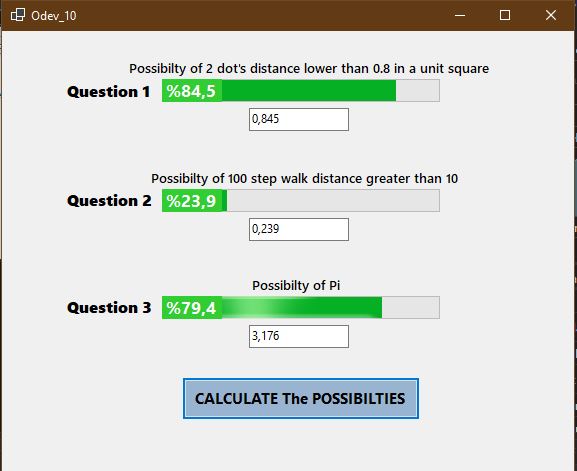 Odev_10
Possibilty of 2 dot's distance lower than 0.8 in a unit square
Question 1 %84,5
0,845
Possibilty of 100 step walk distance greater than 10
Question 2 %23,9
0,239
Possibilty of Pi
Question 3 %79,4
3,176
CALCULATE The POSSIBILTIES